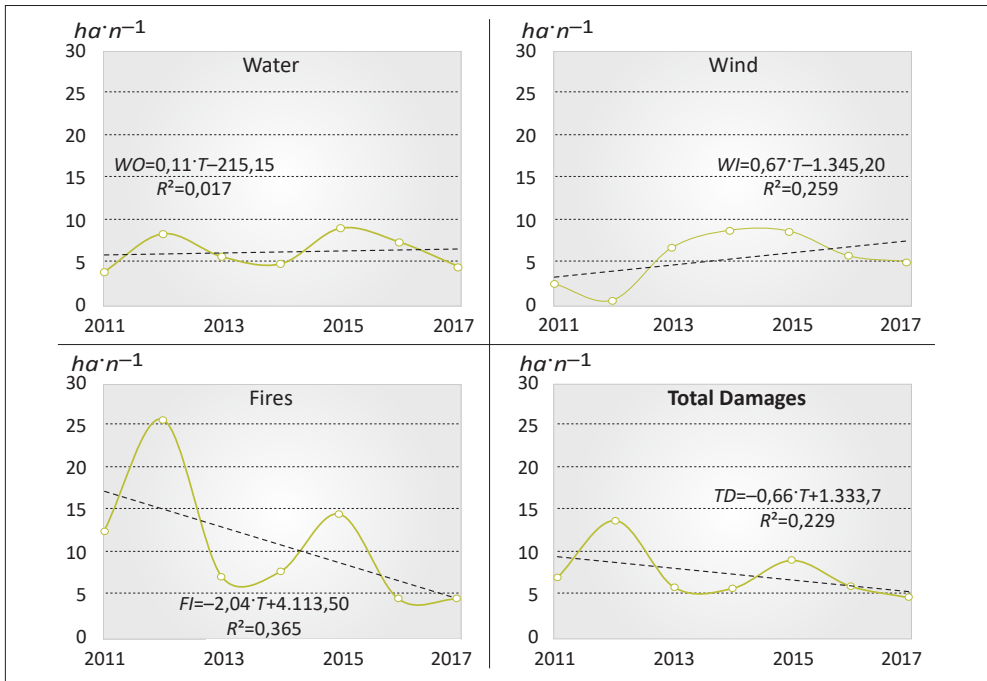 ha·n⁻¹
30
Water
25
20
WO=0,11·T–215,15
15
R²=0,017
10
5
0
2011 2013 2015 2017
ha·n⁻¹
30
Wind
25
20
WI=0,67·T–1.345,20
15
R²=0,259
10
5
0
2011 2013 2015 2017
ha·n⁻¹
30
Fires
25
20
15
10
5
FI=–2,04·T+4.113,50
R²=0,365
0
2011 2013 2015 2017
ha·n⁻¹
30
Total Damages
25
20
TD=–0,66·T+1.333,7
15
R²=0,229
10
5
0
2011 2013 2015 2017